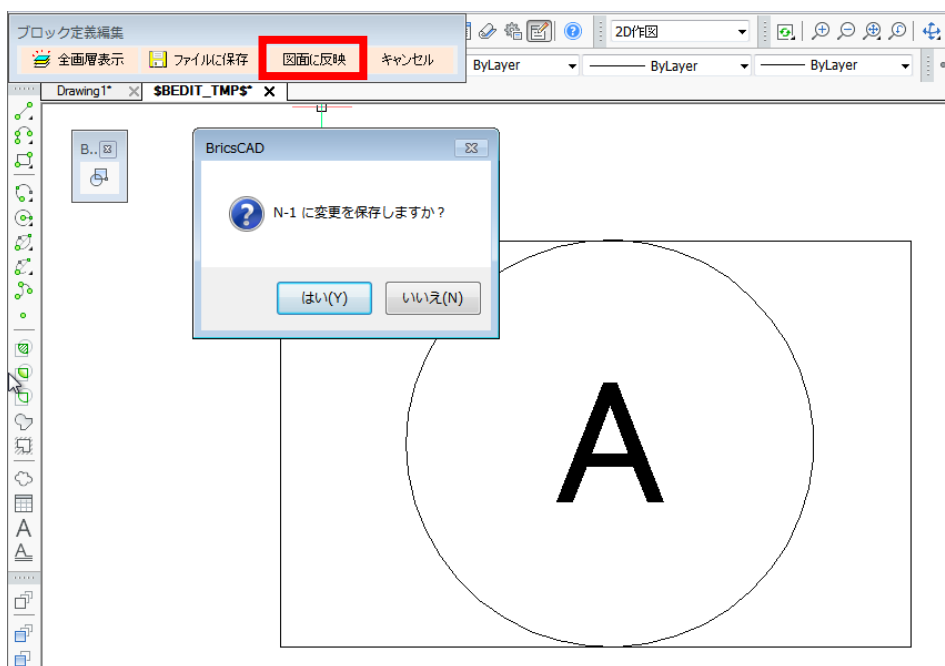 ブロック定義編集
全画層表示 ファイルに保存 図面に反映 キャンセル
2D作図
ByLayer ByLayer ByLayer
Drawing1* $BEDIT_TMP$*
B..
BricsCAD
N-1 に変更を保存しますか？
はい(Y) いいえ(N)
A